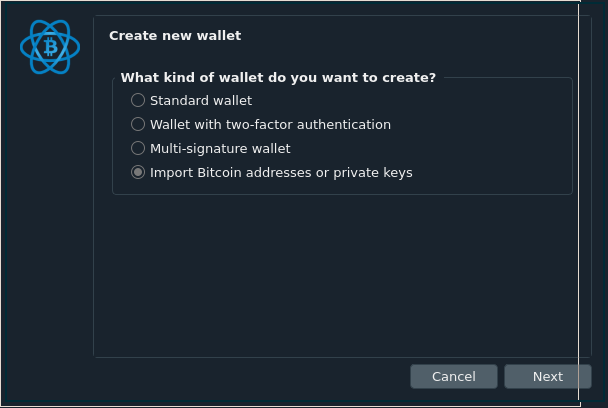 Create new wallet
What kind of wallet do you want to create?
Standard wallet
Wallet with two-factor authentication
Multi-signature wallet
Import Bitcoin addresses or private keys
Cancel
Next